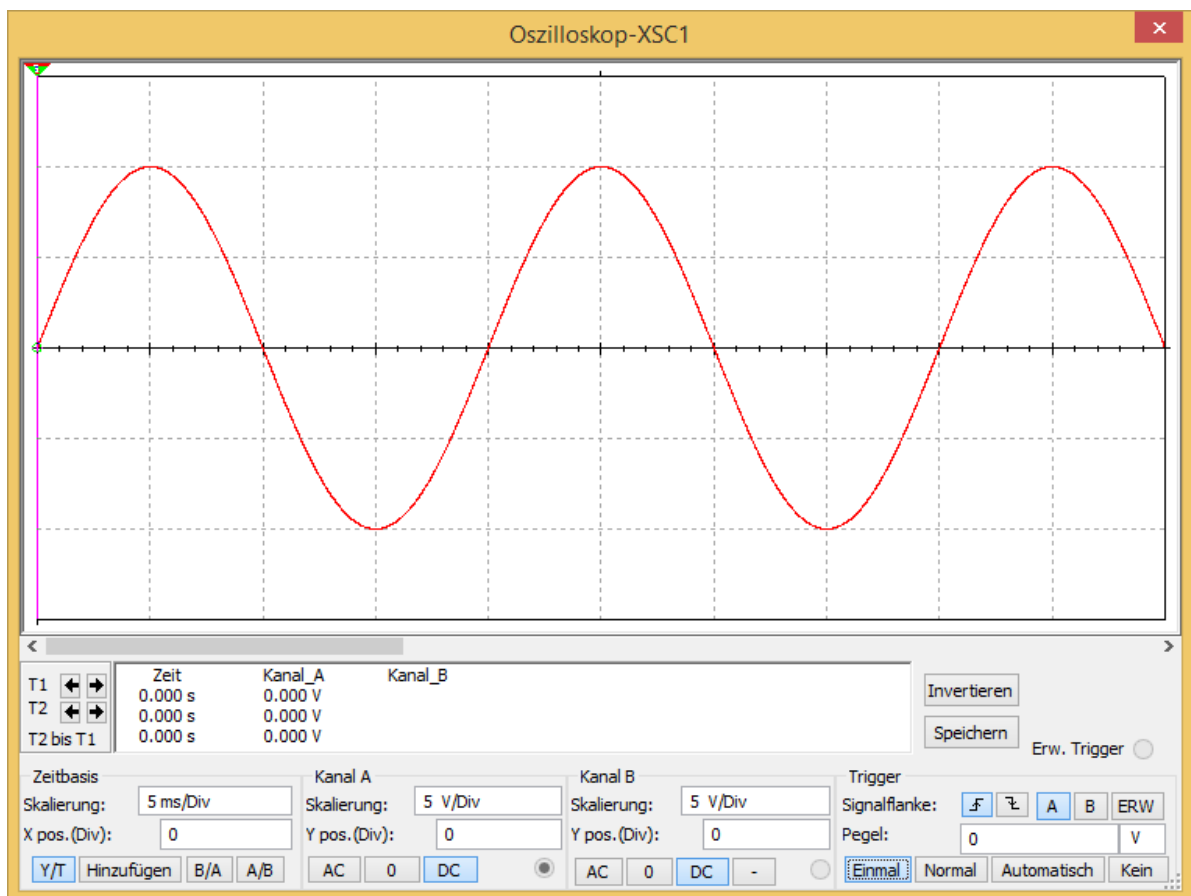 Oszilloskop-XSC1
T1
T2
T2 bis T1
Zeit Kanal_A Kanal_B
0.000 s 0.000 V
0.000 s 0.000 V
0.000 s 0.000 V
Invertieren
Speichern
Erw. Trigger
Zeitbasis
Skalierung: 5 ms/Div
X pos.(Div): 0
Y/T Hinzufügen B/A A/B
Kanal A
Skalierung: 5 V/Div
Y pos.(Div): 0
AC 0 DC
Kanal B
Skalierung: 5 V/Div
Y pos.(Div): 0
AC 0 DC -
Trigger
Signalflanke: A B ERW
Pegel: 0 V
Einmal Normal Automatisch Kein